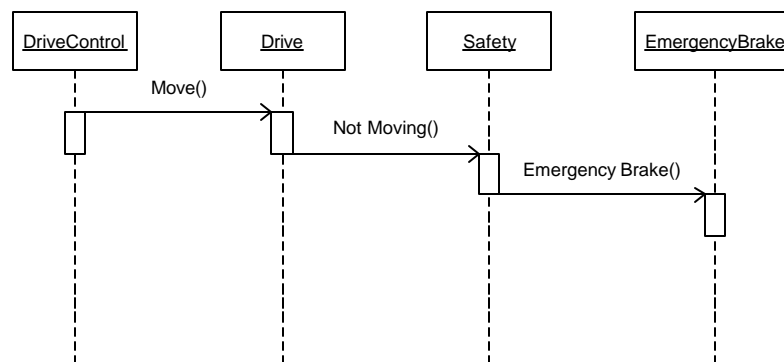 DriveControl
Drive
Safety
EmergencyBrake
Move()
Not Moving()
Emergency Brake()